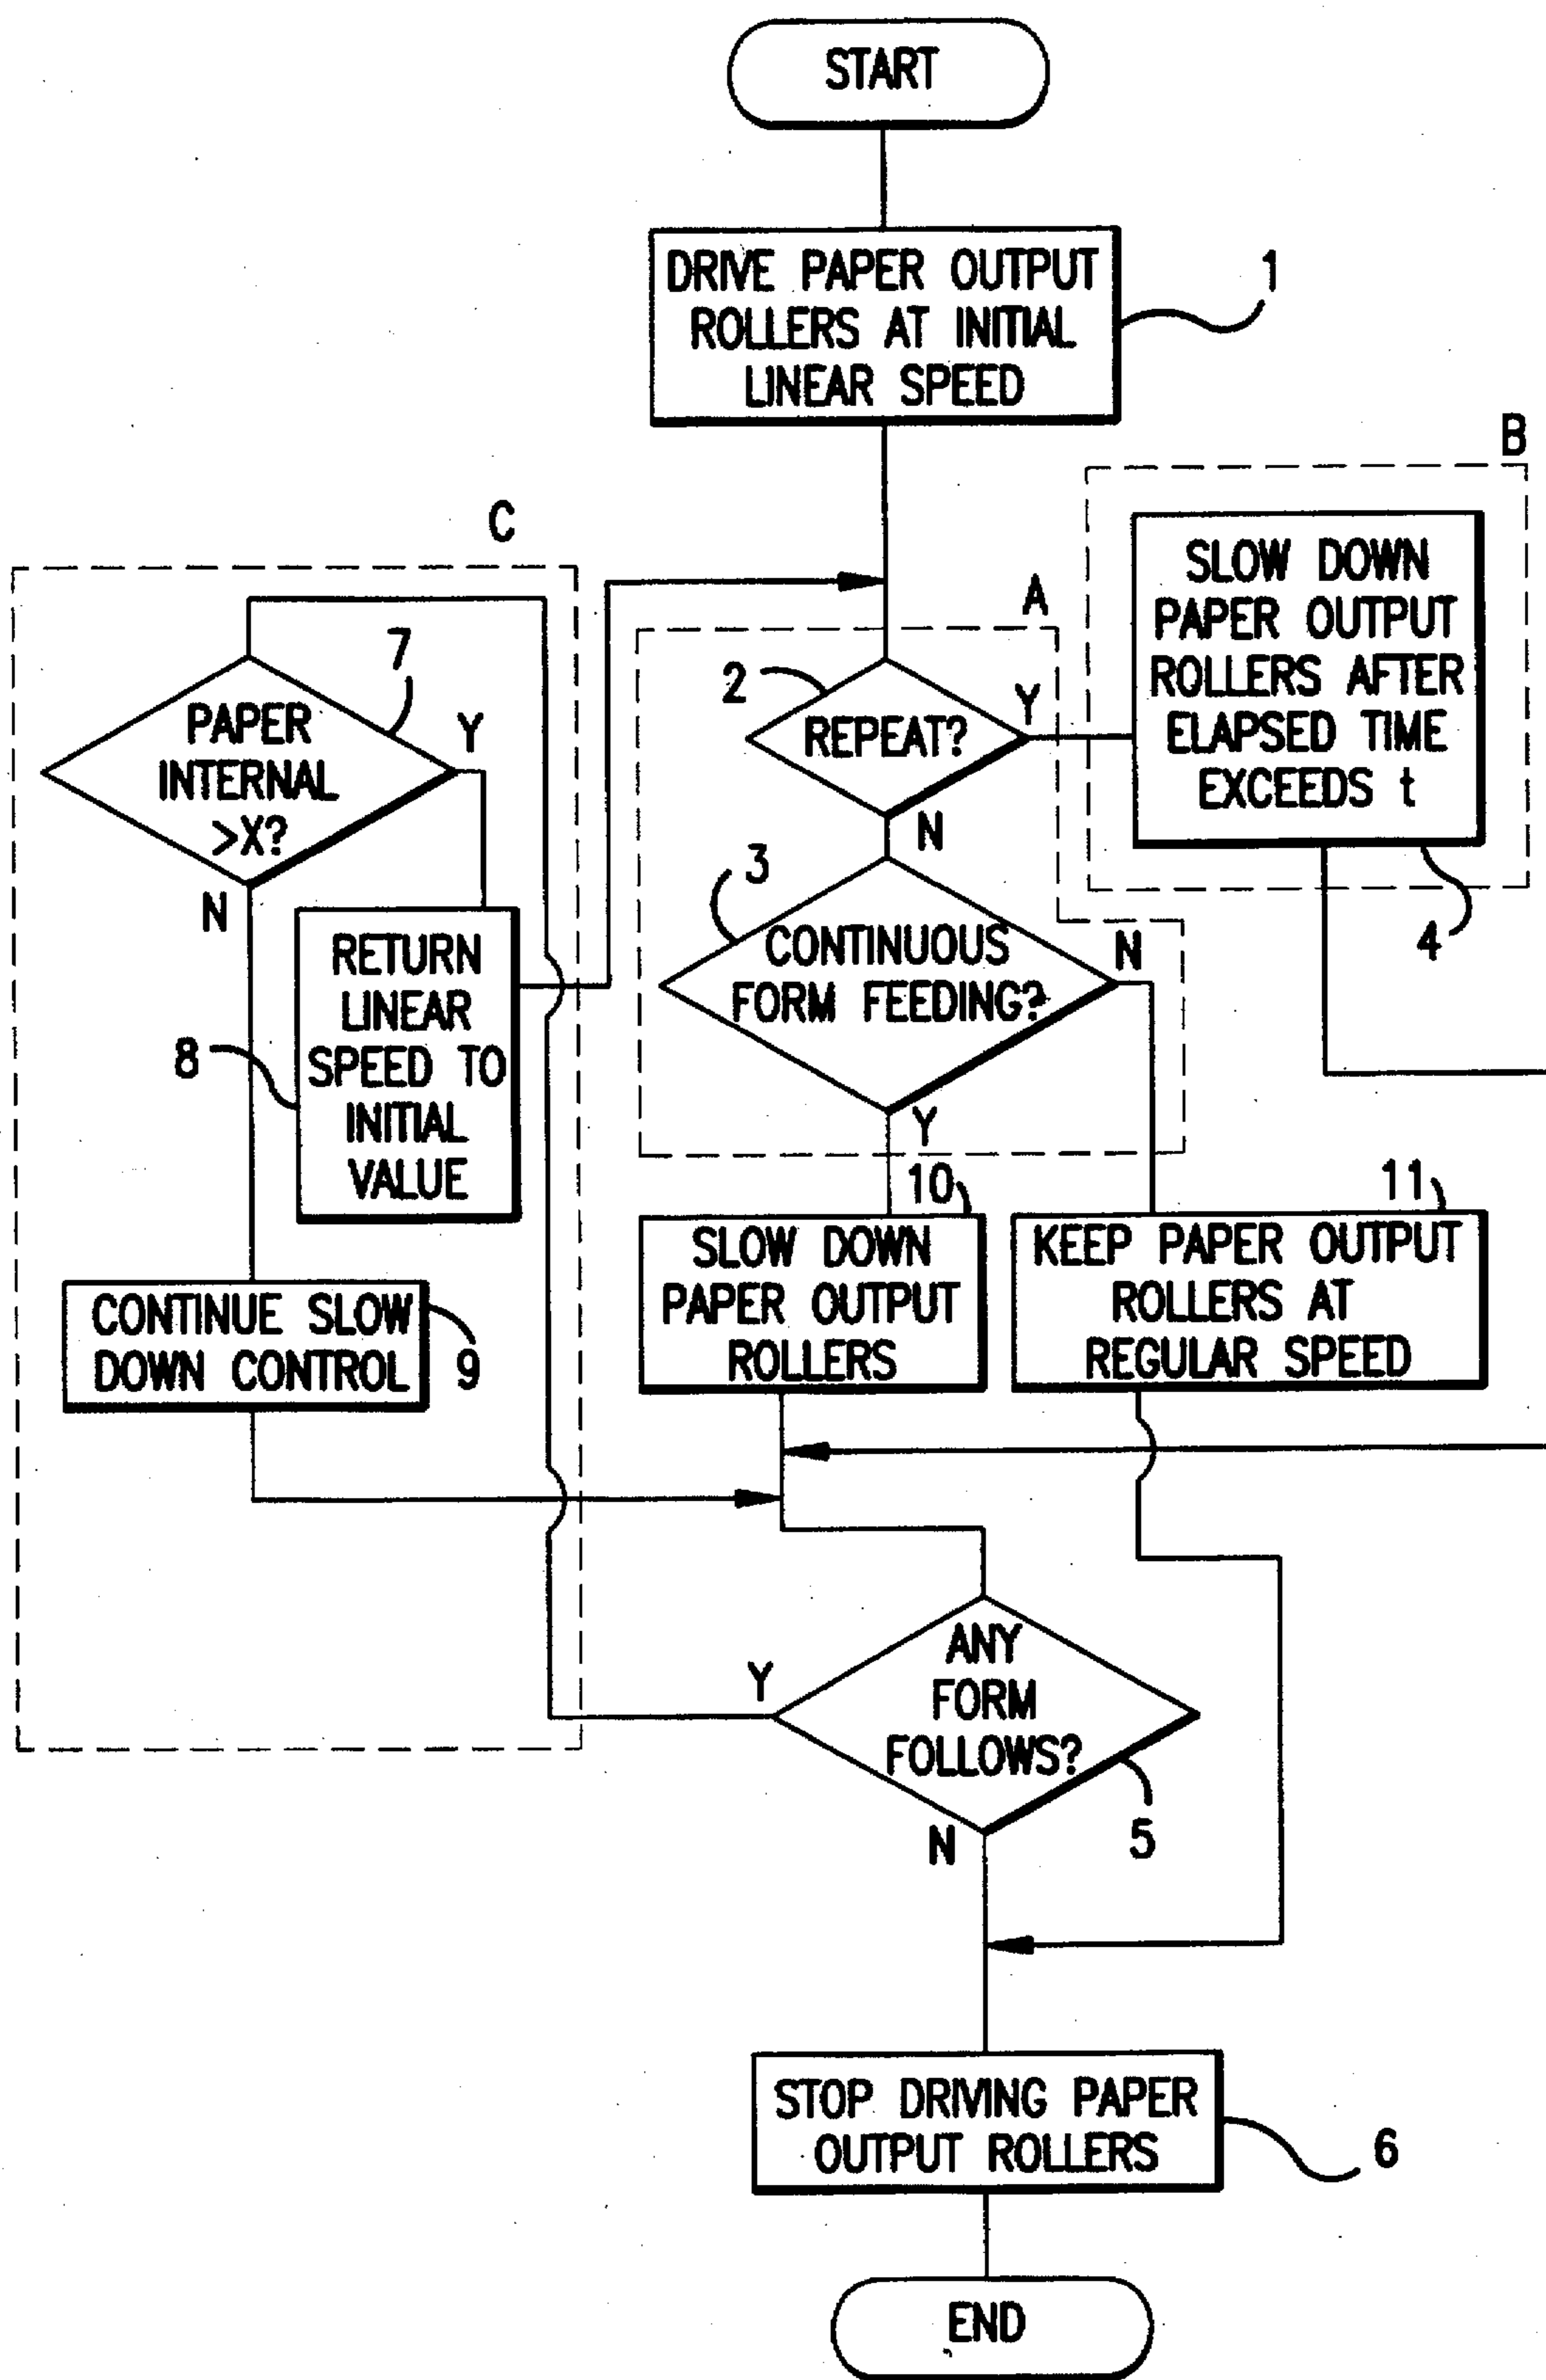 START
DRIVE PAPER OUTPUT
ROLLERS AT INITIAL
LINEAR SPEED
1
B
SLOW DOWN
PAPER OUTPUT
ROLLERS AFTER
ELAPSED TIME
EXCEEDS t
4
C
A
7
PAPER
INTERNAL
>X?
Y
N
2
REPEAT?
Y
N
3
CONTINUOUS
FORM FEEDING?
N
Y
RETURN
LINEAR
SPEED TO
INITIAL
VALUE
8
10
SLOW DOWN
PAPER OUTPUT
ROLLERS
11
KEEP PAPER OUTPUT
ROLLERS AT
REGULAR SPEED
CONTINUE SLOW
DOWN CONTROL
9
ANY
FORM
FOLLOWS?
Y
N
5
STOP DRIVING PAPER
OUTPUT ROLLERS
6
END